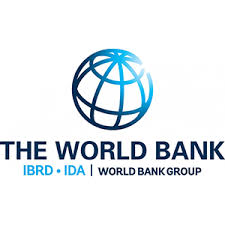 THE WORLD BANK
IBRD • IDA | WORLD BANK GROUP